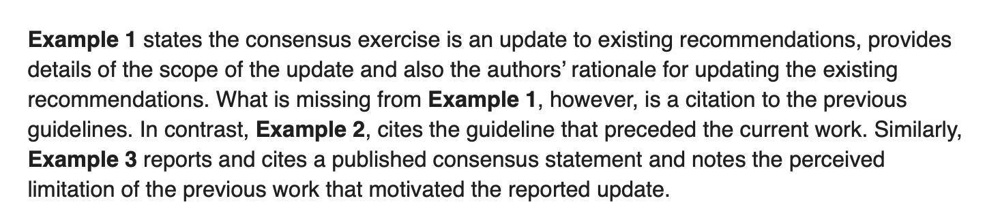 Example 1 states the consensus exercise is an update to existing recommendations, provides
details of the scope of the update and also the authors’ rationale for updating the existing
recommendations. What is missing from Example 1, however, is a citation to the previous
guidelines. In contrast, Example 2, cites the guideline that preceded the current work. Similarly,
Example 3 reports and cites a published consensus statement and notes the perceived
limitation of the previous work that motivated the reported update.